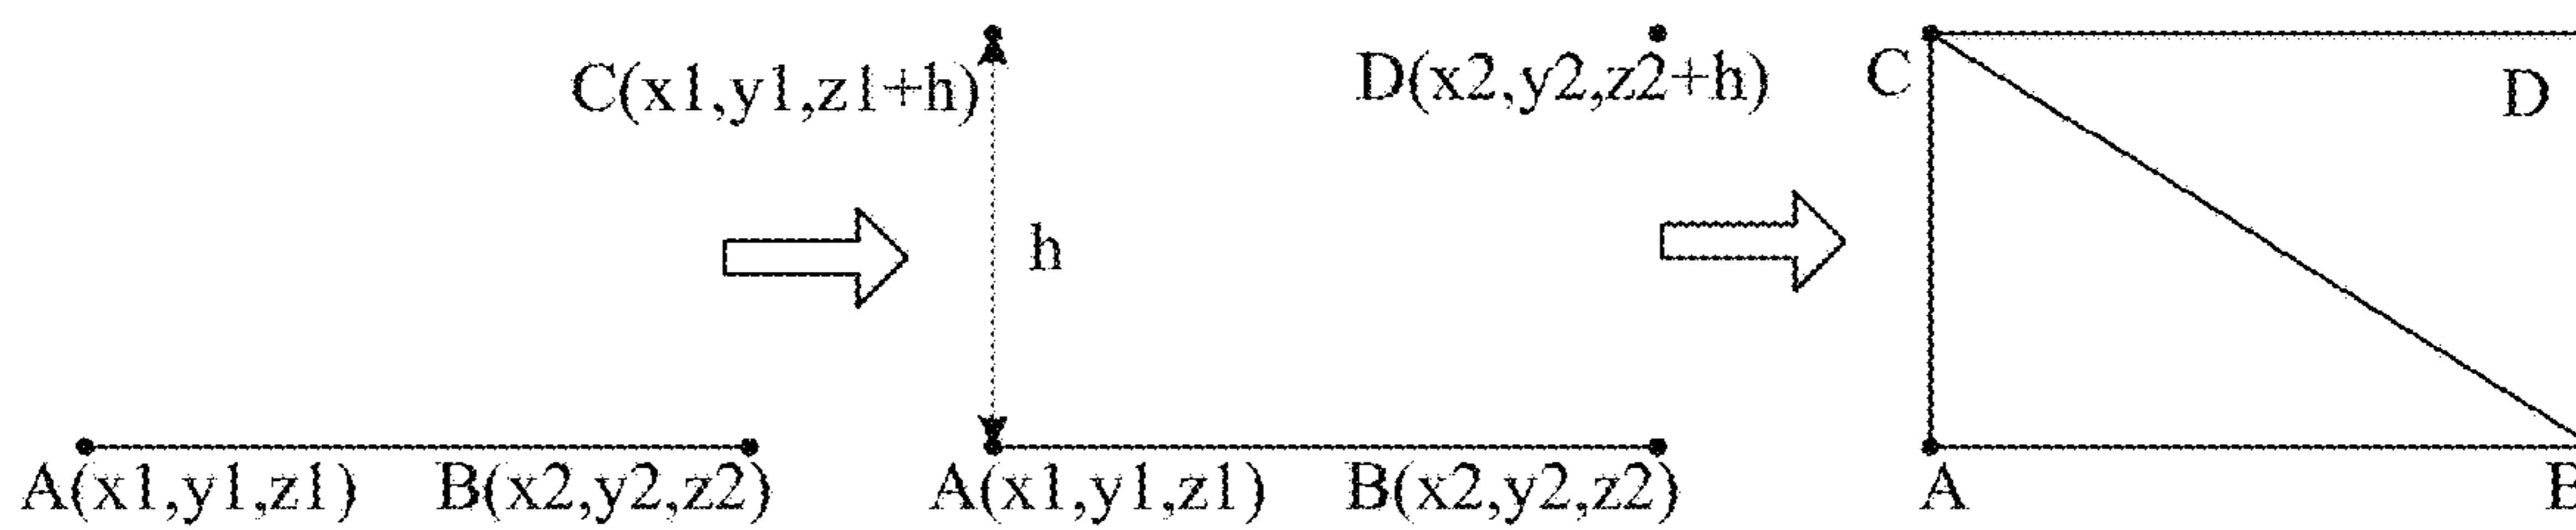 C(x1,y1,z1+h)
D(x2,y2,z2+h)
C
D
h
A(x1,y1,z1)
B(x2,y2,z2)
A(x1,y1,z1)
B(x2,y2,z2)
A
B